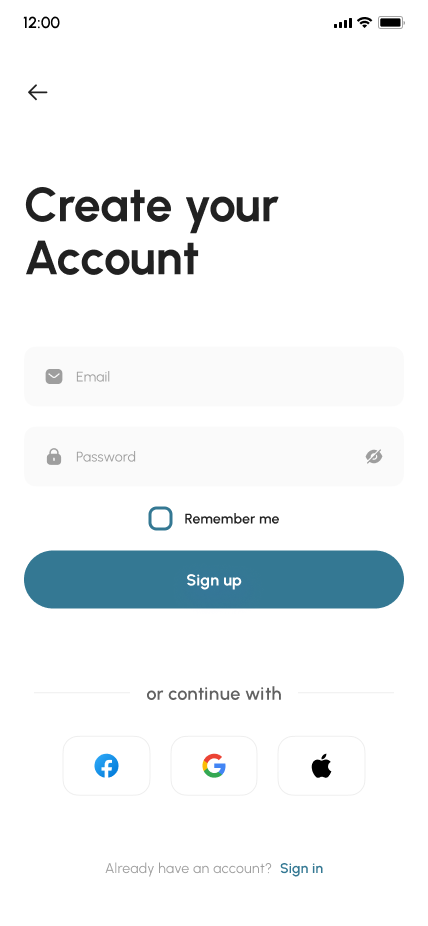 12:00
Create your
Account
Email
Password
Remember me
Sign up
or continue with
Already have an account? Sign in